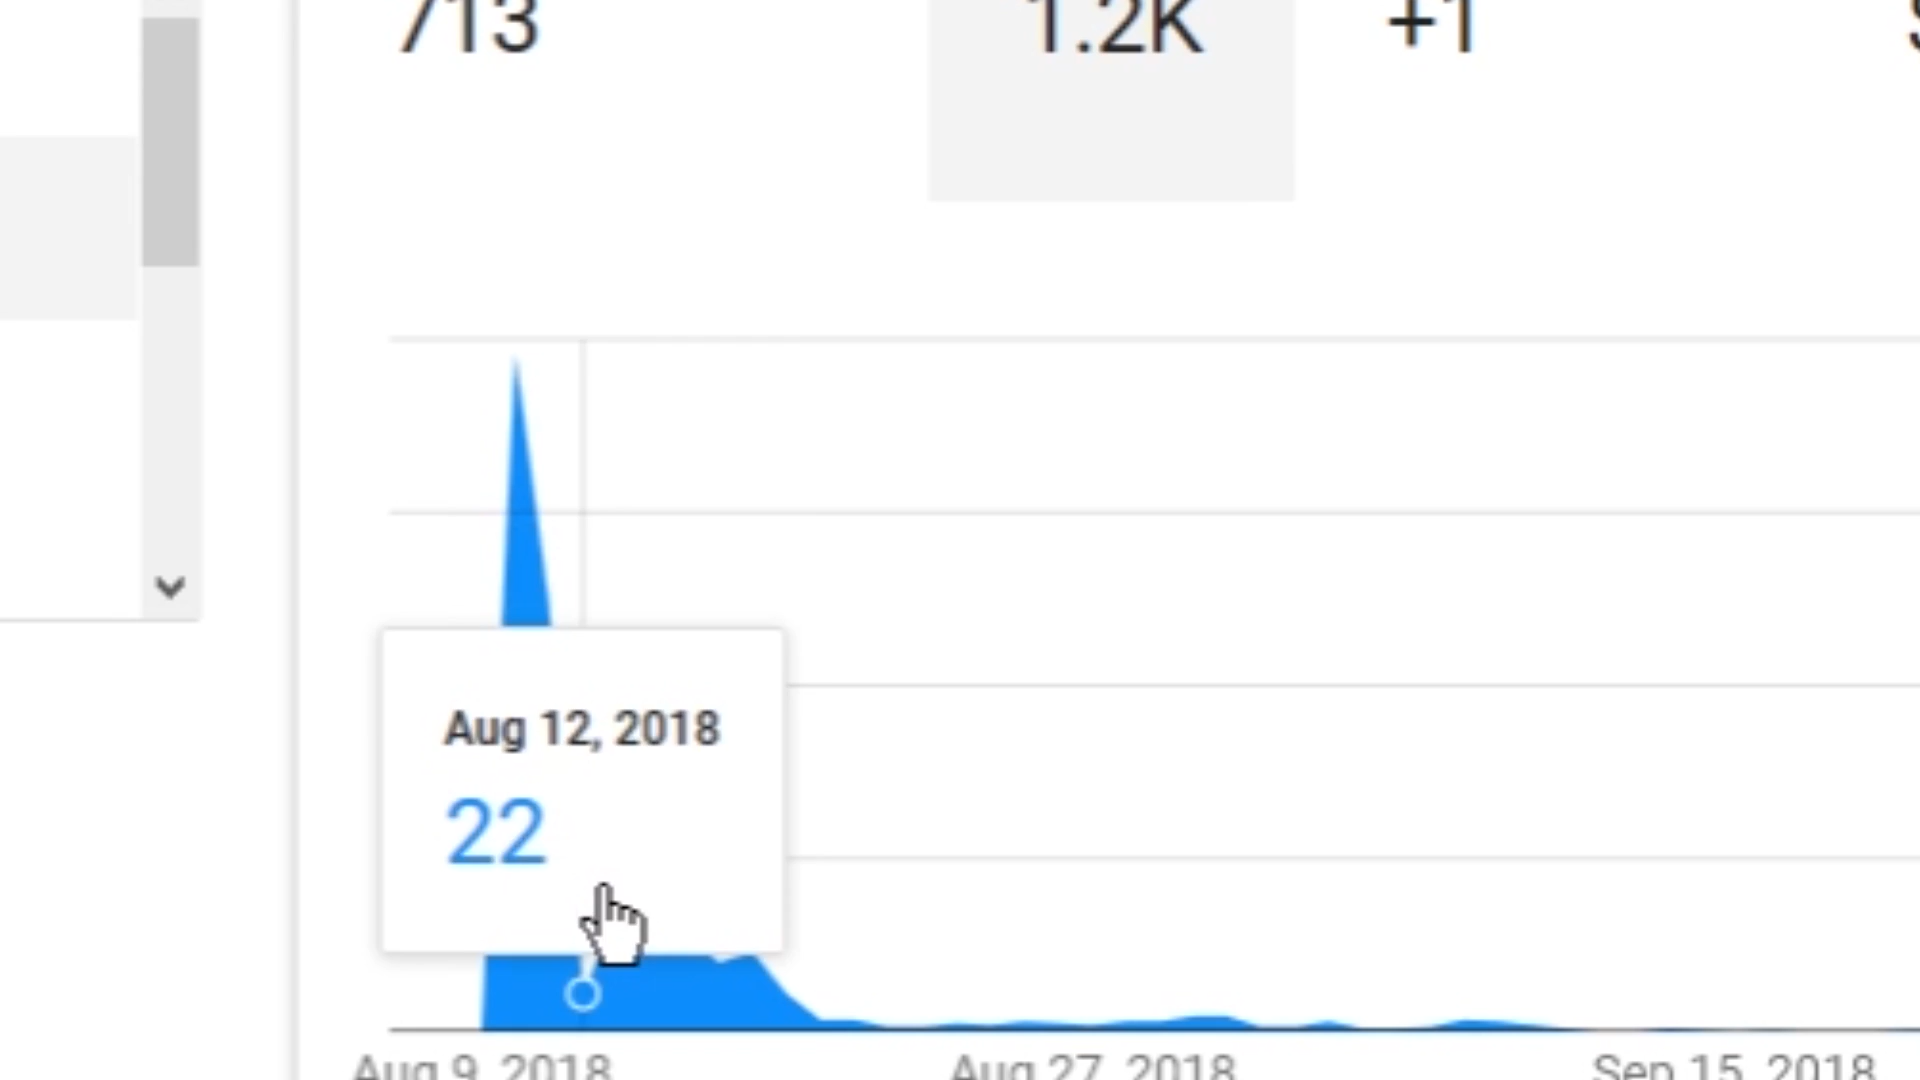 713
1.2K
+1
Aug 12, 2018
22
Aug 9, 2018
Aug 27, 2018
Sep 15, 2018